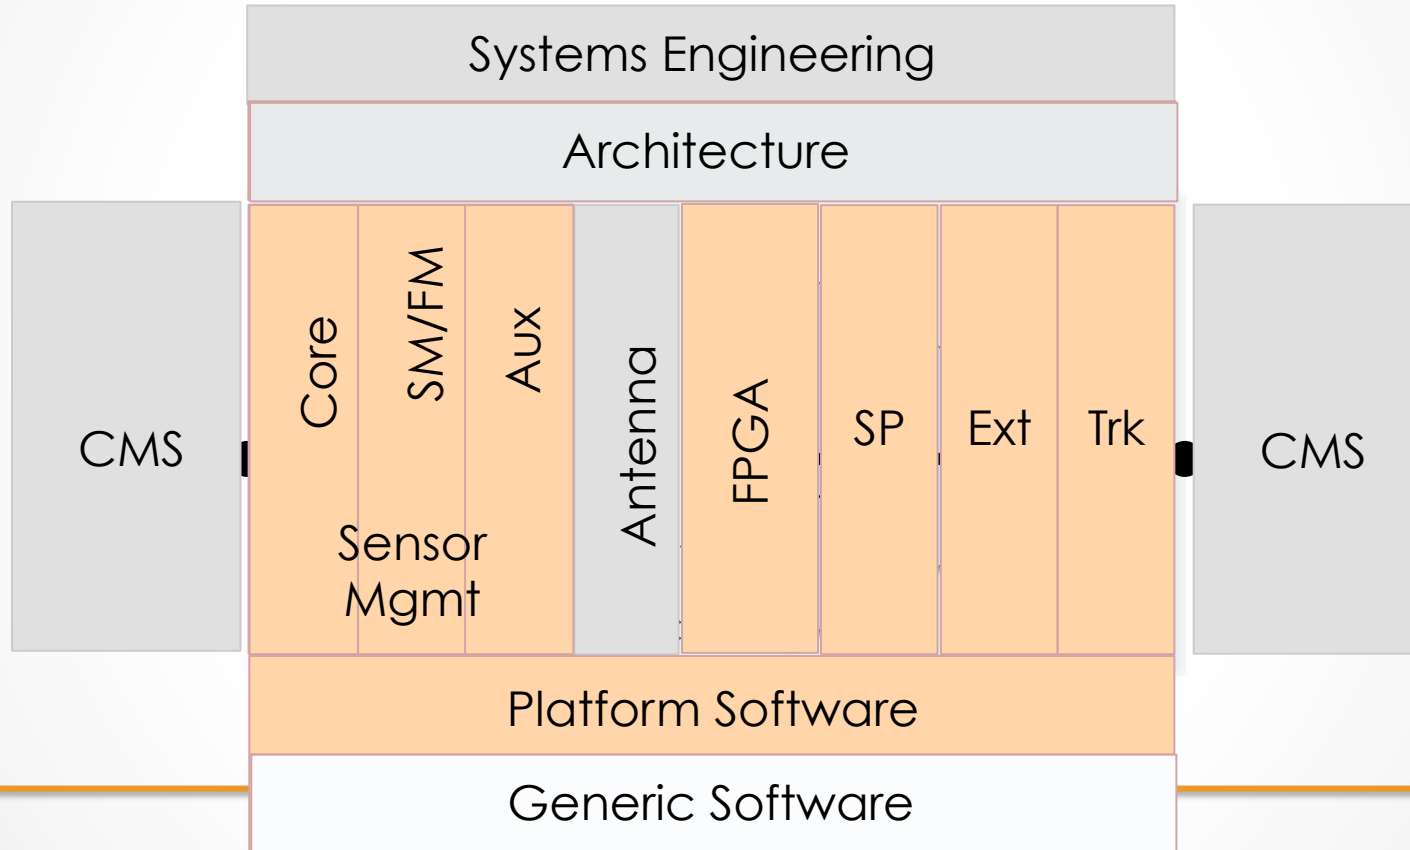 Systems Engineering
Architecture
CMS
Core
SM/FM
Aux
Sensor
Mgmt
Antenna
FPGA
SP
Ext
Trk
CMS
Platform Software
Generic Software